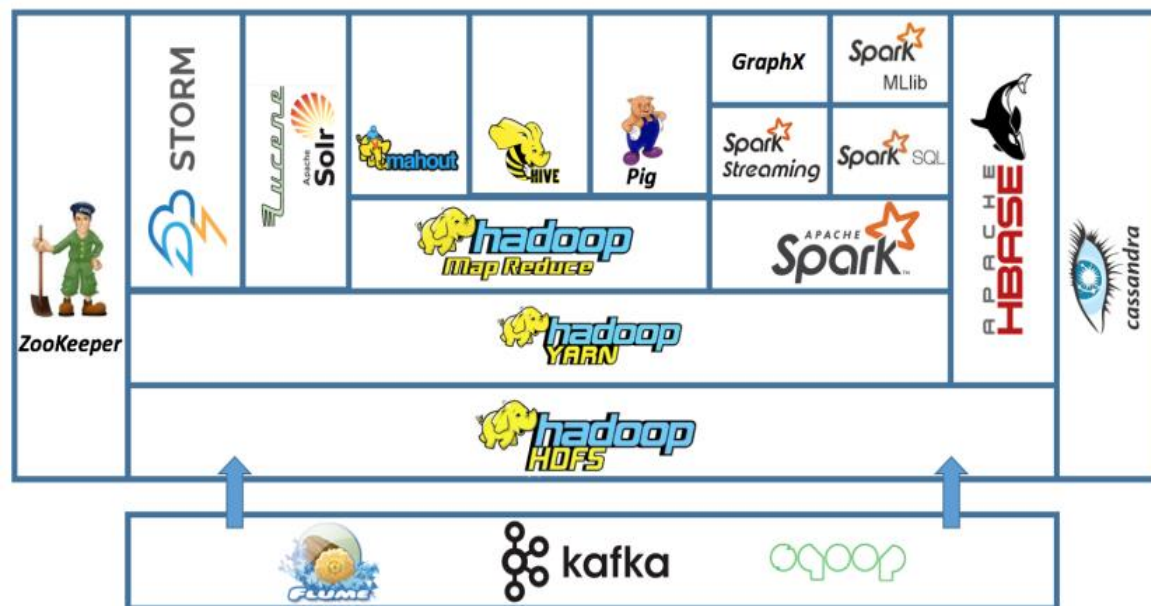 STORM
Lucene
Apache
Solr
mahout
HIVE
Pig
GraphX
Spark
MLlib
Spark
Streaming
Spark SQL
APACHE
HBASE
cassandra
ZooKeeper
hadoop
Map Reduce
APACHE
Spark
TM
hadoop
YARN
hadoop
HDFS
FLUME
kafka
sqoop